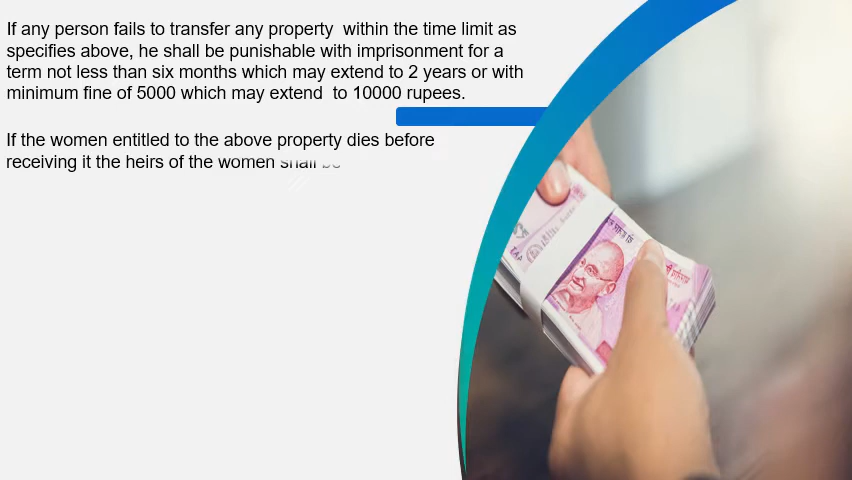 If any person fails to transfer any property within the time limit as
specifies above, he shall be punishable with imprisonment for a
term not less than six months which may extend to 2 years or with
minimum fine of 5000 which may extend to 10000 rupees.
If the women entitled to the above property dies before
receiving it the heirs of the women shall be